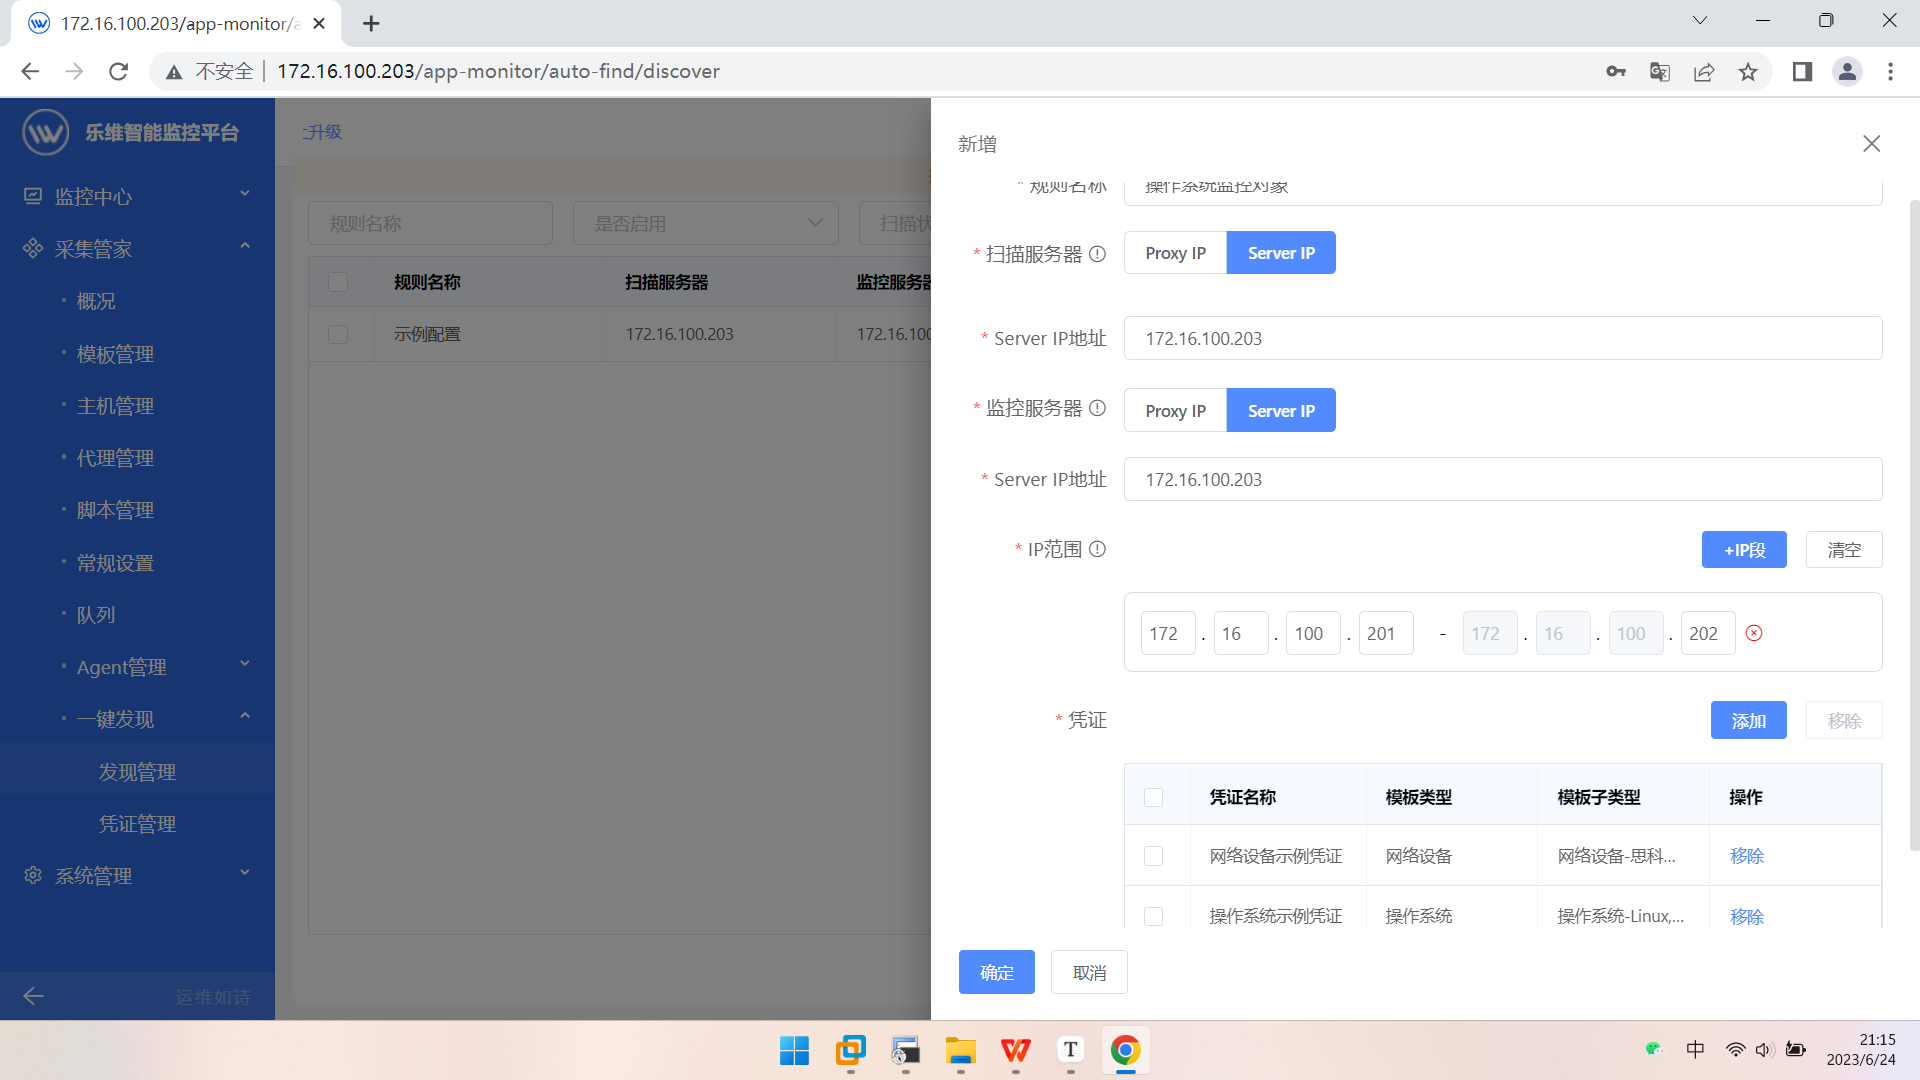 172.16.100.203/app-monitor/a
不安全
172.16.100.203/app-monitor/auto-find/discover
乐维智能监控平台
监控中心
采集管家
概况
模板管理
主机管理
代理管理
脚本管理
常规设置
队列
Agent管理
一键发现
发现管理
凭证管理
系统管理
运维如诗
升级
规则名称
是否启用
扫描状
规则名称
扫描服务器
监控服务器
示例配置
172.16.100.203
172.16.100
新增
* 规则名称
操作系统监控对象
* 扫描服务器
Proxy IP
Server IP
* Server IP地址
172.16.100.203
* 监控服务器
Proxy IP
Server IP
* Server IP地址
172.16.100.203
* IP范围
+IP段
清空
172 . 16 . 100 . 201 - 172 . 16 . 100 . 202
* 凭证
添加
移除
凭证名称
模板类型
模板子类型
操作
网络设备示例凭证
网络设备
网络设备-思科...
移除
操作系统示例凭证
操作系统
操作系统-Linux,...
移除
确定
取消
T
中
21:15
2023/6/24